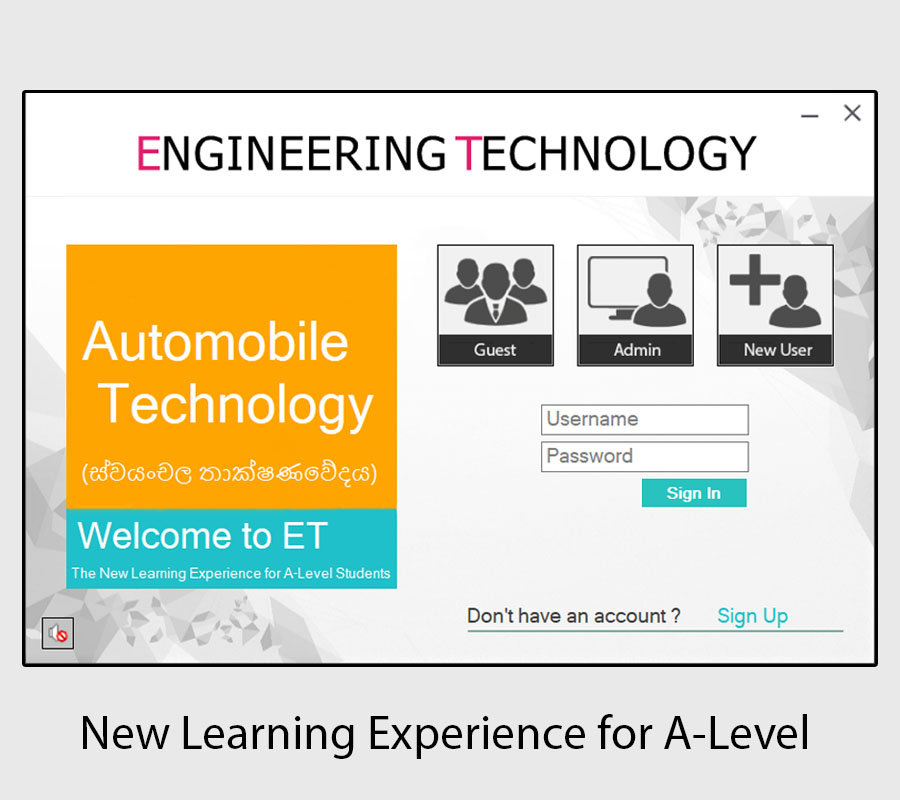 ENGINEERING TECHNOLOGY
Automobile
Technology
(ස්වයංචල තාක්ෂණවේදය)
Welcome to ET
The New Learning Experience for A-Level Students
Guest
Admin
New User
Username
Password
Sign In
Don't have an account ? Sign Up
New Learning Experience for A-Level